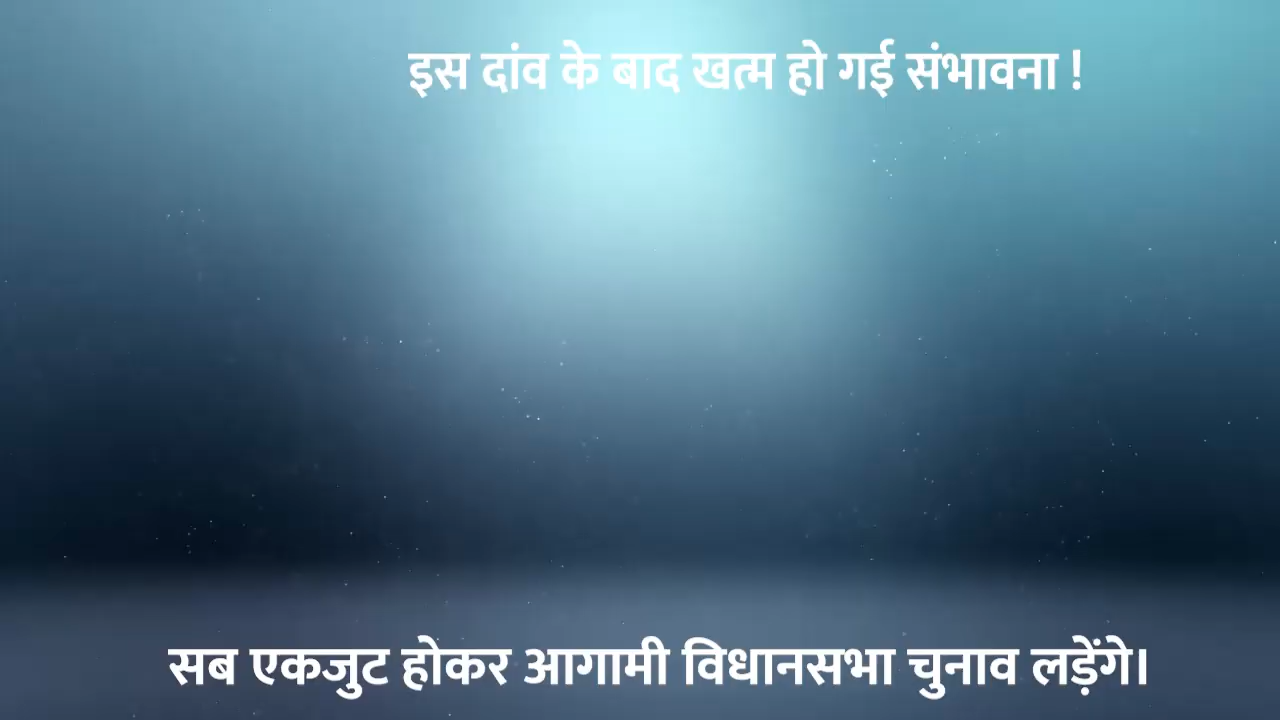 इस दांव के बाद खत्म हो गई संभावना !
सब एकजुट होकर आगामी विधानसभा चुनाव लड़ेंगे।